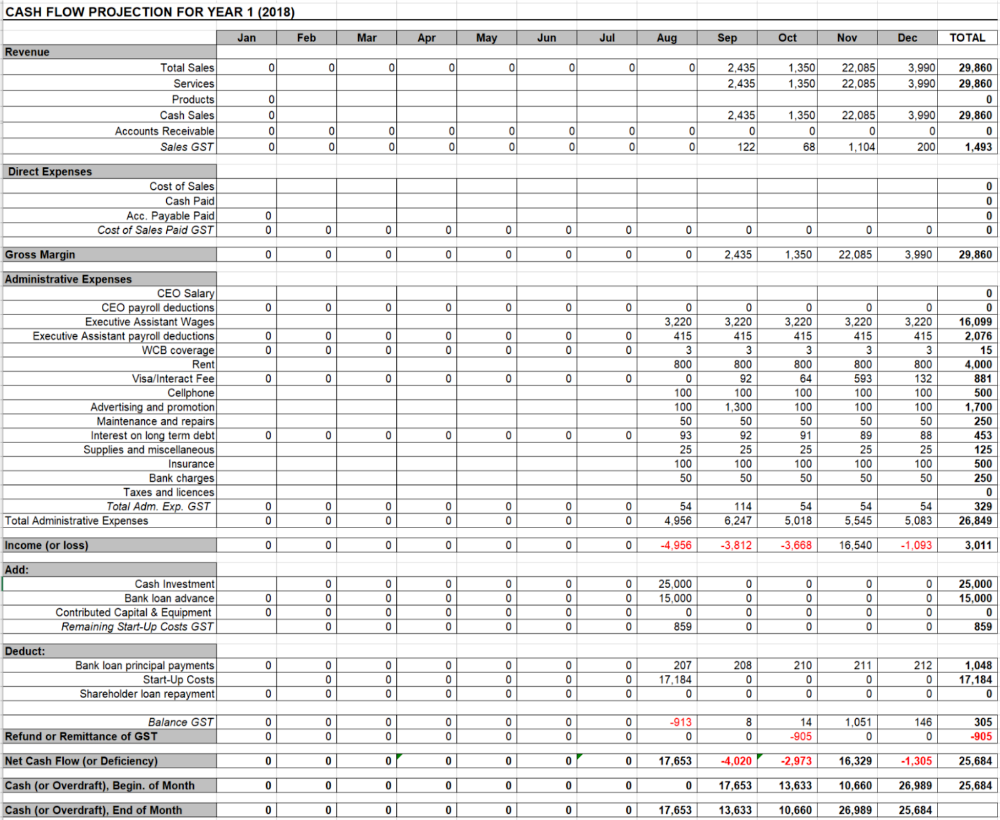 CASH FLOW PROJECTION FOR YEAR 1 (2018)
Jan Feb Mar Apr May Jun Jul Aug Sep Oct Nov Dec TOTAL
Revenue
Total Sales 0 0 0 0 0 0 0 0 2,435 1,350 22,085 3,990 29,860
Services 2,435 1,350 22,085 3,990 29,860
Products 0 0
Cash Sales 0 2,435 1,350 22,085 3,990 29,860
Accounts Receivable 0 0 0 0 0 0 0 0 0 0 0 0 0
Sales GST 0 0 0 0 0 0 0 0 122 68 1,104 200 1,493
Direct Expenses
Cost of Sales 0
Cash Paid 0
Acc. Payable Paid 0 0
Cost of Sales Paid GST 0 0 0 0 0 0 0 0 0 0 0 0 0
Gross Margin 0 0 0 0 0 0 0 0 2,435 1,350 22,085 3,990 29,860
Administrative Expenses
CEO Salary 0
CEO payroll deductions 0 0 0 0 0 0 0 0 0 0 0 0 0
Executive Assistant Wages 3,220 3,220 3,220 3,220 3,220 16,099
Executive Assistant payroll deductions 0 0 0 0 0 0 0 415 415 415 415 415 2,076
WCB coverage 0 0 0 0 0 0 0 3 3 3 3 3 15
Rent 800 800 800 800 800 4,000
Visa/Interact Fee 0 0 0 0 0 0 0 0 92 64 593 132 881
Cellphone 100 100 100 100 100 500
Advertising and promotion 100 1,300 100 100 100 1,700
Maintenance and repairs 50 50 50 50 50 250
Interest on long term debt 0 0 0 0 0 0 0 93 92 91 89 88 453
Supplies and miscellaneous 25 25 25 25 25 125
Insurance 100 100 100 100 100 500
Bank charges 50 50 50 50 50 250
Taxes and licences 0
Total Adm. Exp. GST 0 0 0 0 0 0 0 54 114 54 54 54 329
Total Administrative Expenses 0 0 0 0 0 0 0 4,956 6,247 5,018 5,545 5,083 26,849
Income (or loss) 0 0 0 0 0 0 0 -4,956 -3,812 -3,668 16,540 -1,093 3,011
Add:
Cash Investment 0 0 0 0 0 0 25,000 0 0 0 0 25,000
Bank loan advance 0 0 0 0 0 0 0 15,000 0 0 0 0 15,000
Contributed Capital & Equipment 0 0 0 0 0 0 0 0 0 0 0 0 0
Remaining Start-Up Costs GST 0 0 0 0 0 0 859 0 0 0 0 859
Deduct:
Bank loan principal payments 0 0 0 0 0 0 0 207 208 210 211 212 1,048
Start-Up Costs 0 0 0 0 0 0 17,184 0 0 0 0 17,184
Shareholder loan repayment 0 0 0 0 0 0 0 0 0 0 0 0 0
Balance GST 0 0 0 0 0 0 0 -913 8 14 1,051 146 305
Refund or Remittance of GST 0 0 0 0 0 0 0 0 0 -905 0 0 -905
Net Cash Flow (or Deficiency) 0 0 0 0 0 0 0 17,653 -4,020 -2,973 16,329 -1,305 25,684
Cash (or Overdraft), Begin. of Month 0 0 0 0 0 0 0 0 17,653 13,633 10,660 26,989 25,684
Cash (or Overdraft), End of Month 0 0 0 0 0 0 0 17,653 13,633 10,660 26,989 25,684